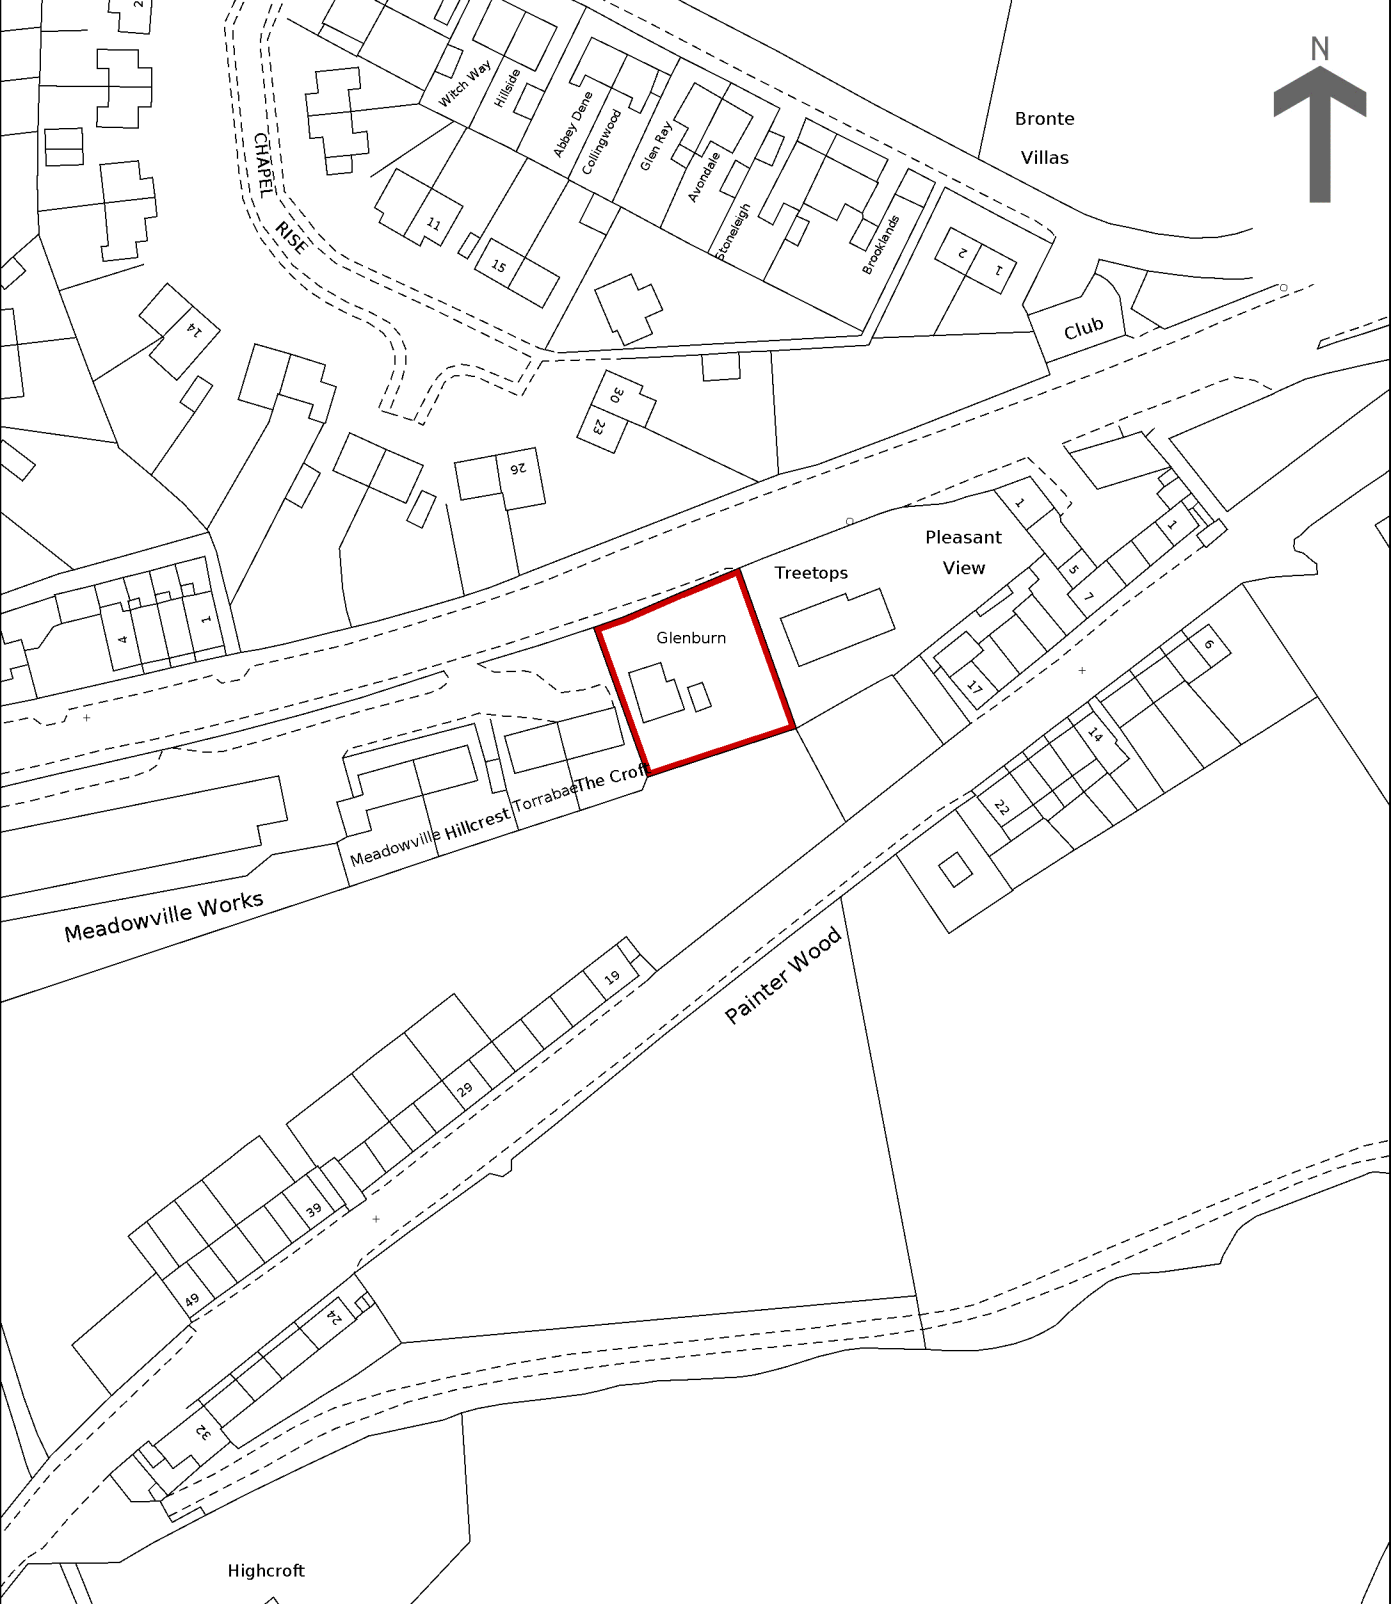 2
N
Witch Way
Hillside
Abbey Dene
Collingwood
Glen Ray
Avondale
Stoneleigh
Brooklands
Bronte
Villas
CHAPEL
RISE
11
15
2
1
14
Club
30
23
26
1
Pleasant
View
Treetops
1
5
7
17
Glenburn
4
1
6
14
22
The Croft
Torrabae
Hillcrest
Meadowville
Meadowville Works
Painter Wood
19
29
39
49
24
32
Highcroft